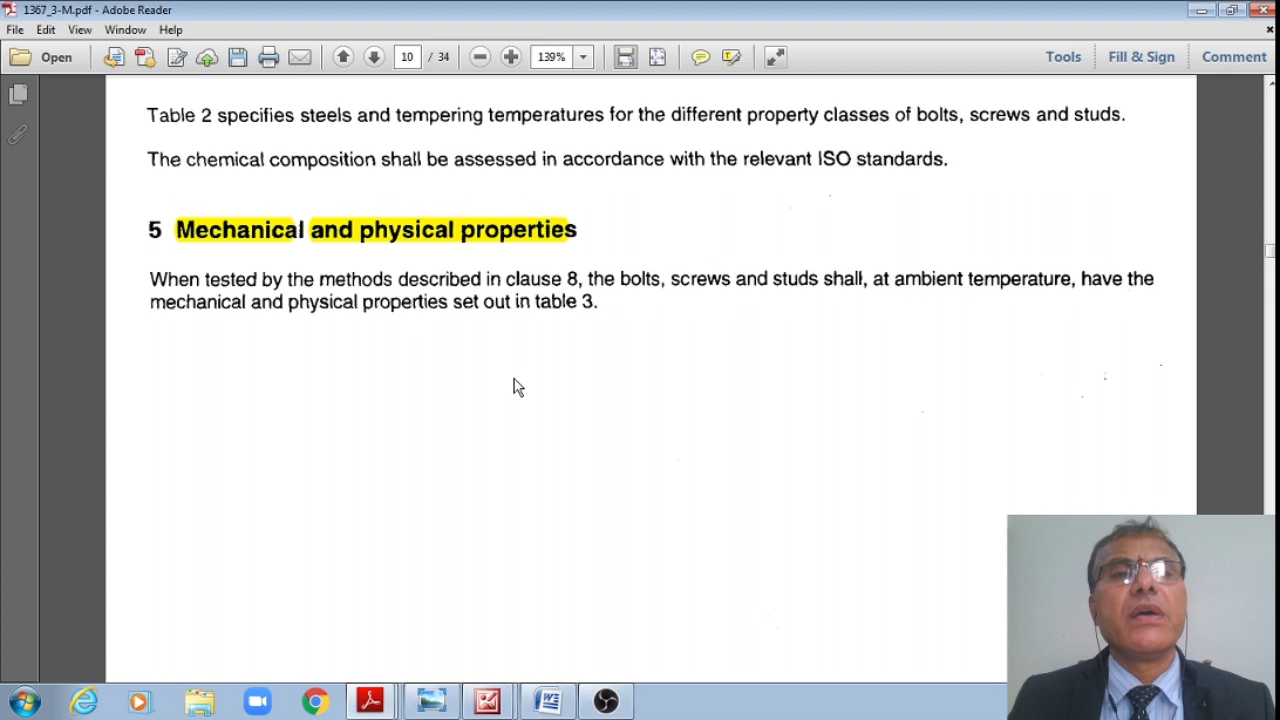 1367_3-M.pdf - Adobe Reader
File Edit View Window Help
Open 10 / 34 139% Tools Fill & Sign Comment
Table 2 specifies steels and tempering temperatures for the different property classes of bolts, screws and studs.
The chemical composition shall be assessed in accordance with the relevant ISO standards.
5 Mechanical and physical properties
When tested by the methods described in clause 8, the bolts, screws and studs shall, at ambient temperature, have the
mechanical and physical properties set out in table 3.